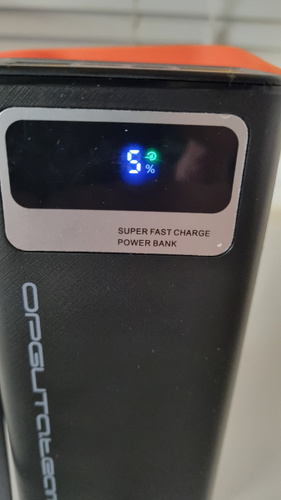 5 %
SUPER FAST CHARGE
POWER BANK